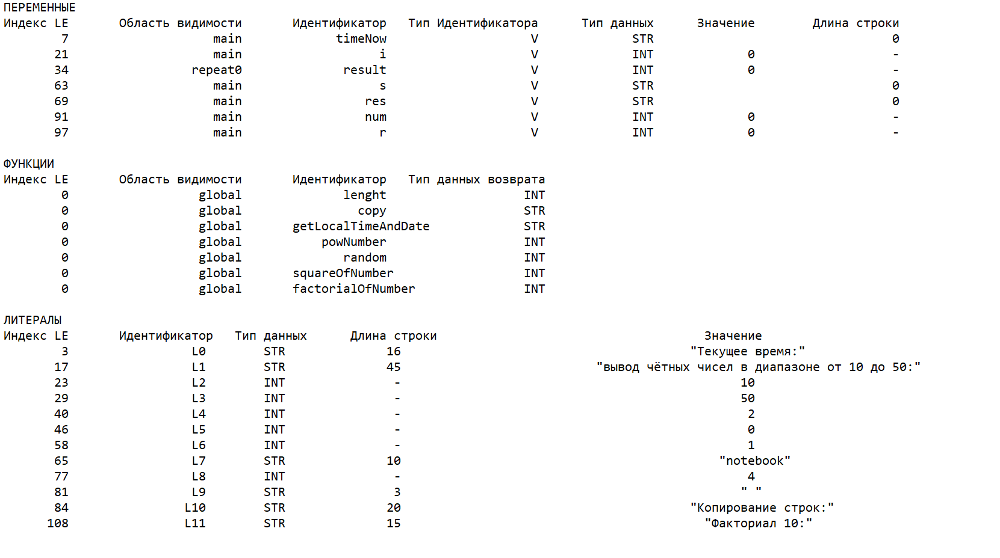 ПЕРЕМЕННЫЕ
Индекс LE Область видимости Идентификатор Тип Идентификатора Тип данных Значение Длина строки
7 main timeNow V STR 0
21 main i V INT 0 -
34 repeat0 result V INT 0 -
63 main s V STR 0
69 main res V STR 0
91 main num V INT 0 -
97 main r V INT 0 -
ФУНКЦИИ
Индекс LE Область видимости Идентификатор Тип данных возврата
0 global lenght INT
0 global copy STR
0 global getLocalTimeAndDate STR
0 global powNumber INT
0 global random INT
0 global squareOfNumber INT
0 global factorialOfNumber INT
ЛИТЕРАЛЫ
Индекс LE Идентификатор Тип данных Длина строки Значение
3 L0 STR 16 "Текущее время:"
17 L1 STR 45 "вывод чётных чисел в диапазоне от 10 до 50:"
23 L2 INT - 10
29 L3 INT - 50
40 L4 INT - 2
46 L5 INT - 0
58 L6 INT - 1
65 L7 STR 10 "notebook"
77 L8 INT - 4
81 L9 STR 3 " "
84 L10 STR 20 "Копирование строк:"
108 L11 STR 15 "Факториал 10:"